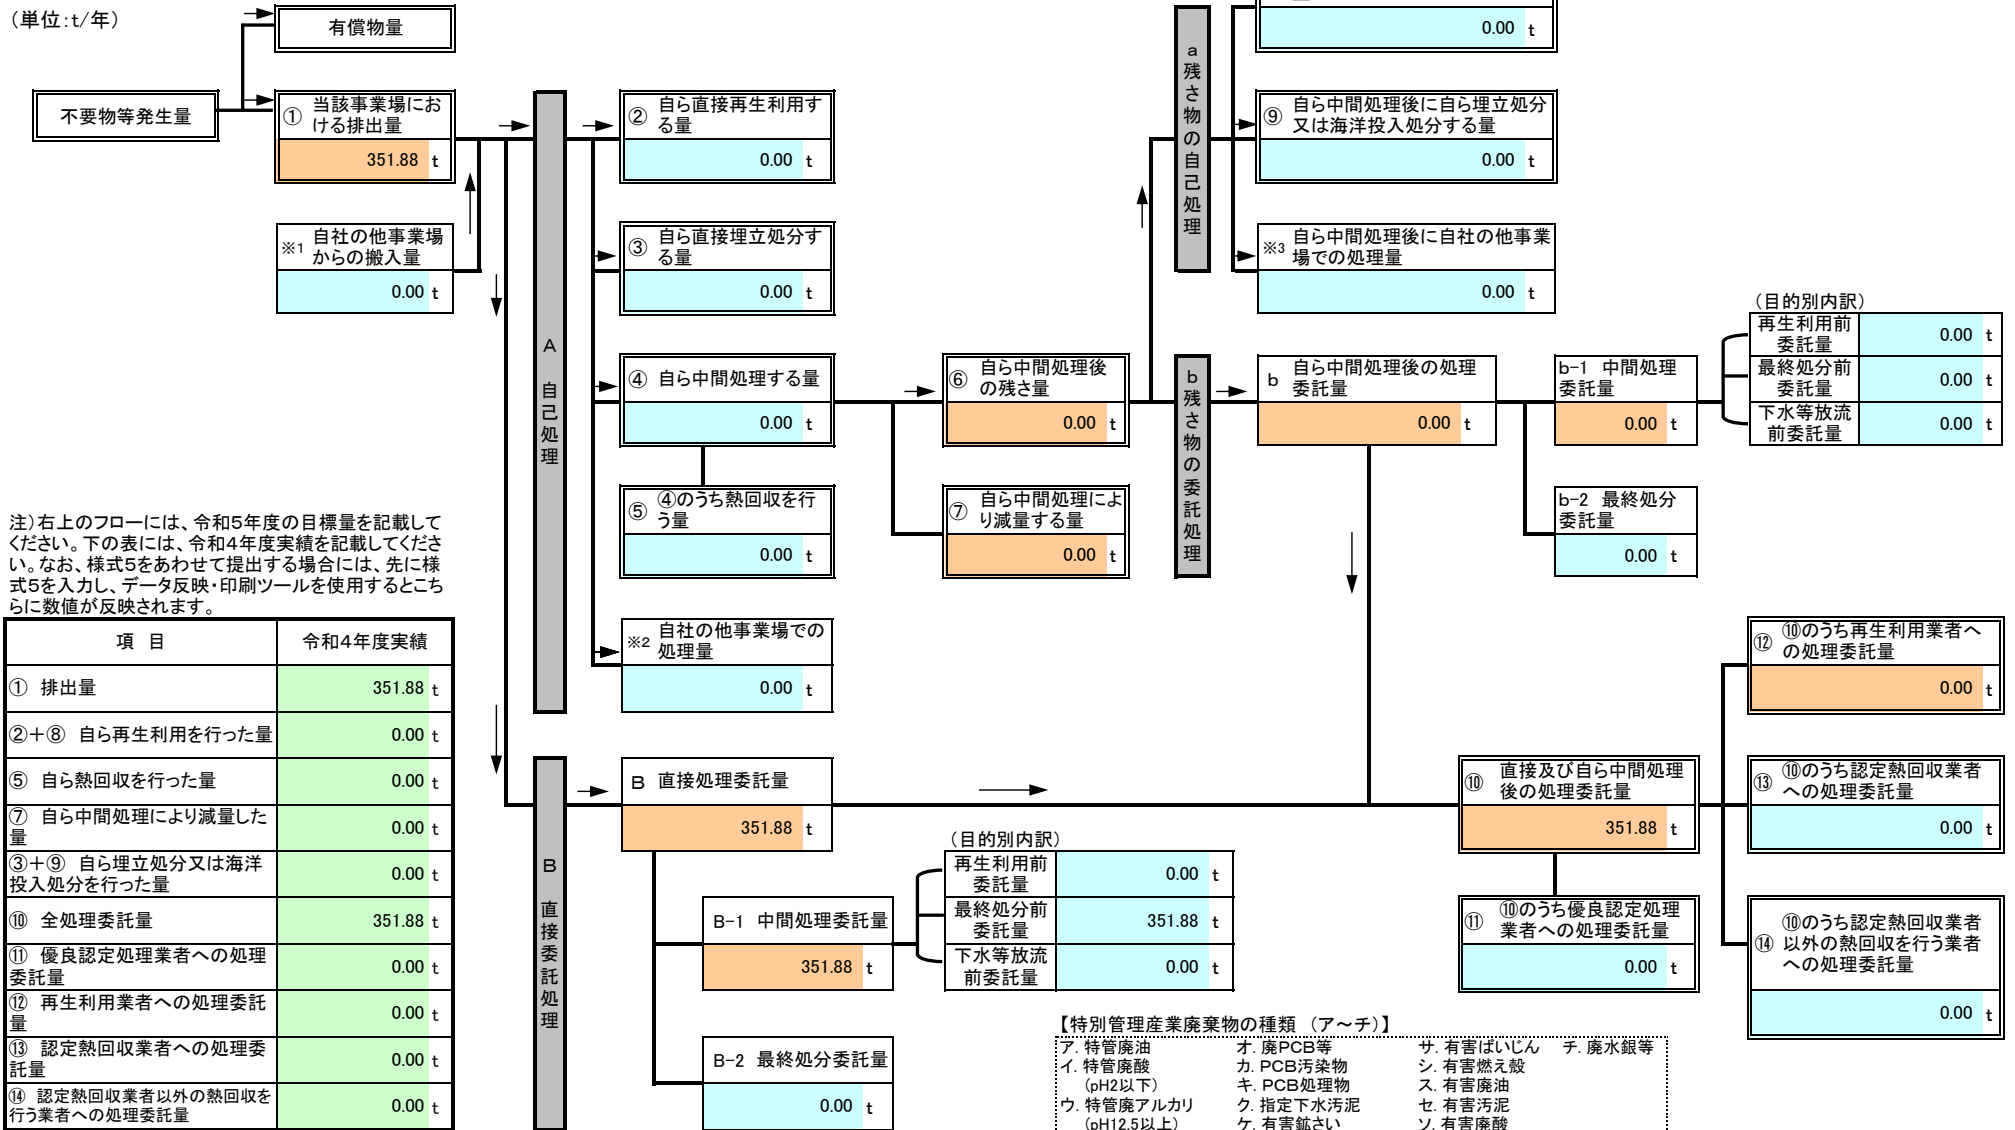 （単位：t/年）
有償物量
不要物等発生量
① 当該事業場にお
ける排出量
351.88 t
※1 自社の他事業場
からの搬入量
0.00 t
A 自己処理
② 自ら直接再生利用す
る量
0.00 t
③ 自ら直接埋立処分す
る量
0.00 t
④ 自ら中間処理する量
0.00 t
⑤ ④のうち熱回収を行
う量
0.00 t
※2 自社の他事業場での
処理量
0.00 t
⑥ 自ら中間処理後
の残さ量
0.00 t
⑦ 自ら中間処理によ
り減量する量
0.00 t
a 残さ物の自己処理
0.00 t
⑨ 自ら中間処理後に自ら埋立処分
又は海洋投入処分する量
0.00 t
※3 自ら中間処理後に自社の他事業
場での処理量
0.00 t
b 残さ物の委託処理
b 自ら中間処理後の処理
委託量
0.00 t
b-1 中間処理
委託量
0.00 t
b-2 最終処分
委託量
0.00 t
（目的別内訳）
再生利用前
委託量
0.00 t
最終処分前
委託量
0.00 t
下水等放流
前委託量
0.00 t
注）右上のフローには、令和5年度の目標量を記載して
ください。下の表には、令和4年度実績を記載してくださ
い。なお、様式5をあわせて提出する場合には、先に様
式5を入力し、データ反映・印刷ツールを使用するとこち
らに数値が反映されます。
項 目 令和4年度実績
① 排出量 351.88 t
②＋⑧ 自ら再生利用を行った量 0.00 t
⑤ 自ら熱回収を行った量 0.00 t
⑦ 自ら中間処理により減量した
量 0.00 t
③＋⑨ 自ら埋立処分又は海洋
投入処分を行った量 0.00 t
⑩ 全処理委託量 351.88 t
⑪ 優良認定処理業者への処理
委託量 0.00 t
⑫ 再生利用業者への処理委託
量 0.00 t
⑬ 認定熱回収業者への処理委
託量 0.00 t
⑭ 認定熱回収業者以外の熱回収を
行う業者への処理委託量 0.00 t
B 直接委託処理
B 直接処理委託量
351.88 t
B-1 中間処理委託量
351.88 t
B-2 最終処分委託量
0.00 t
（目的別内訳）
再生利用前
委託量
0.00 t
最終処分前
委託量
351.88 t
下水等放流
前委託量
0.00 t
⑩ 直接及び自ら中間処理
後の処理委託量
351.88 t
⑪ ⑩のうち優良認定処理
業者への処理委託量
0.00 t
⑫ ⑩のうち再生利用業者へ
の処理委託量
0.00 t
⑬ ⑩のうち認定熱回収業者
への処理委託量
0.00 t
⑭ ⑩のうち認定熱回収業者
以外の熱回収を行う業者
への処理委託量
0.00 t
【特別管理産業廃棄物の種類 （ア～チ）】
ア. 特管廃油 オ. 廃PCB等 サ. 有害ばいじん チ. 廃水銀等
イ. 特管廃酸 カ. PCB汚染物 シ. 有害燃え殻
（pH2以下） キ. PCB処理物 ス. 有害廃油
ウ. 特管廃アルカリ ク. 指定下水汚泥 セ. 有害汚泥
（pH12.5以上） ケ. 有害鉱さい ソ. 有害廃酸